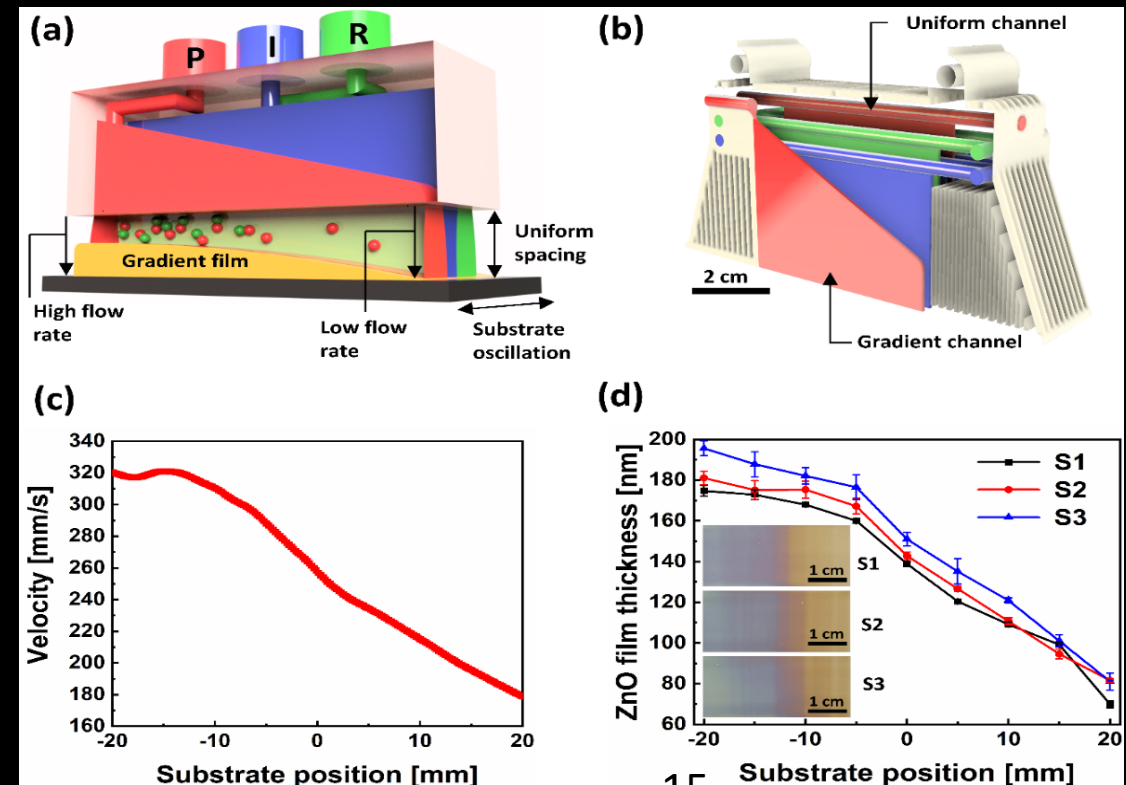 (a)
P
I
R
Uniform
spacing
Gradient film
High flow
rate
Low flow
rate
Substrate
oscillation
(b)
Uniform channel
2 cm
Gradient channel
(c)
Velocity [mm/s]
340
320
300
280
260
240
220
200
180
160
-20
-10
0
10
20
Substrate position [mm]
(d)
ZnO film thickness [nm]
200
180
160
140
120
100
80
60
S1
S2
S3
1 cm
S1
1 cm
S2
1 cm
S3
-20
-10
0
10
20
15
Substrate position [mm]